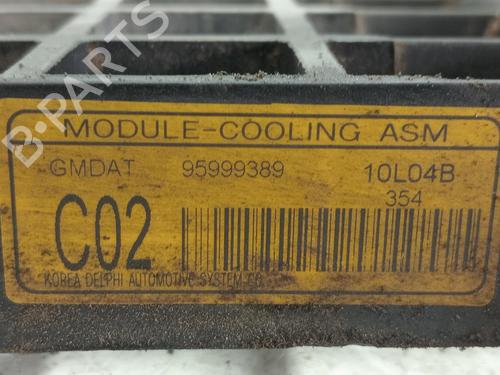 MODULE-COOLING ASM
GMDAT 95999389 10L04B
354
C02
KOREA DELPHI AUTOMOTIVE SYSTEM CO.
B-PARTS